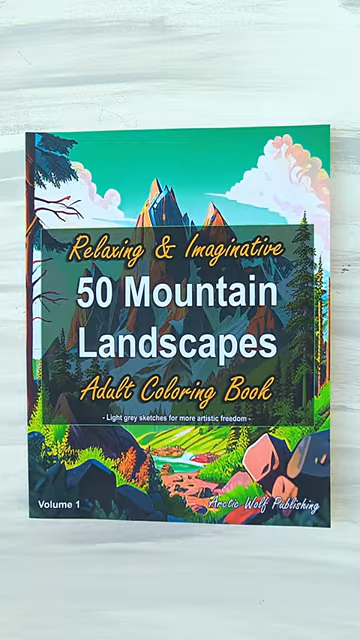 Relaxing & Imaginative
50 Mountain
Landscapes
Adult Coloring Book
- Light grey sketches for more artistic freedom -
Volume 1
Arctic Wolf Publishing